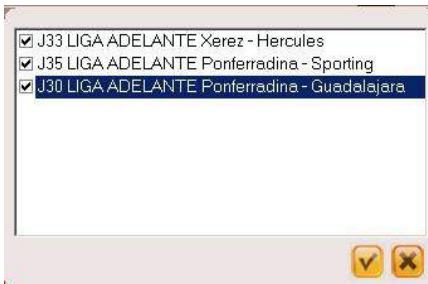 J33 LIGA ADELANTE Xerez - Hercules
J35 LIGA ADELANTE Ponferradina - Sporting
J30 LIGA ADELANTE Ponferradina - Guadalajara